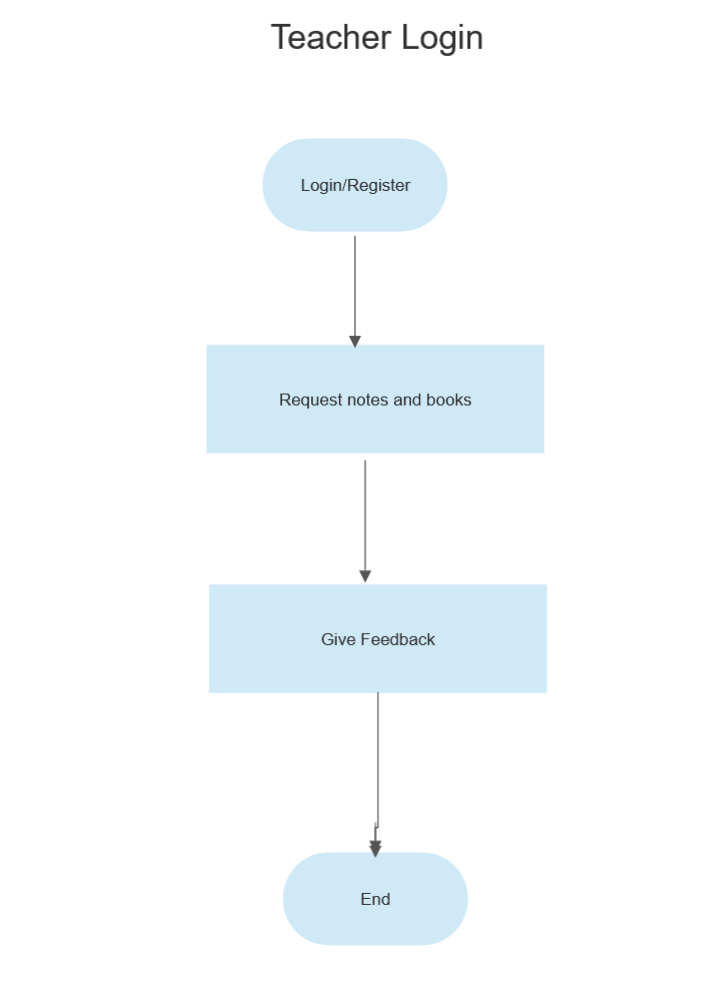 Teacher Login
Login/Register
Request notes and books
Give Feedback
End